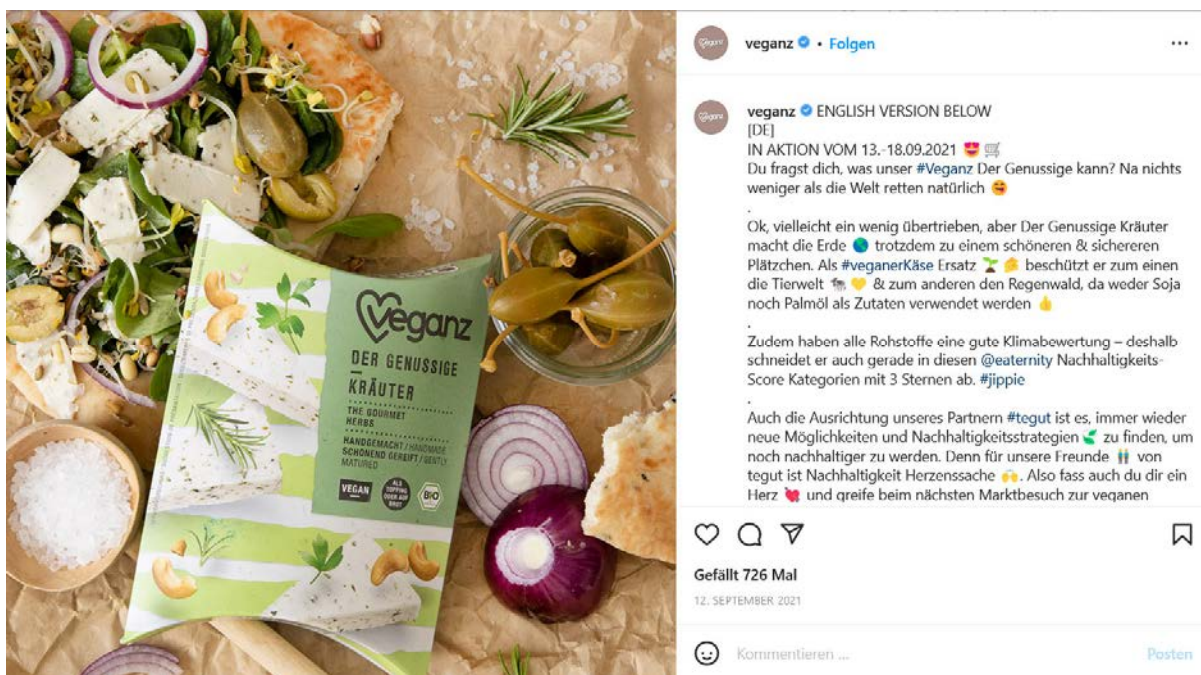 Veganz
DER GENUSSIGE
KRÄUTER
THE GOURMET
HERBS
HANDGEMACHT / HANDMADE
SCHONEND GEREIFT / GENTLY
MATURED
VEGAN
ALS
TOPPING
ODER AUF
BROT
BIO
Veganz
veganz • Folgen
Veganz
veganz ENGLISH VERSION BELOW
[DE]
IN AKTION VOM 13.-18.09.2021 😍 🛒
Du fragst dich, was unser #Veganz Der Genussige kann? Na nichts
weniger als die Welt retten natürlich 😋
.
Ok, vielleicht ein wenig übertrieben, aber Der Genussige Kräuter
macht die Erde 🌍 trotzdem zu einem schöneren & sichereren
Plätzchen. Als #veganerKäse Ersatz 🌱 🧀 beschützt er zum einen
die Tierwelt 🐄 💛 & zum anderen den Regenwald, da weder Soja
noch Palmöl als Zutaten verwendet werden 👍
.
Zudem haben alle Rohstoffe eine gute Klimabewertung – deshalb
schneidet er auch gerade in diesen @eaternity Nachhaltigkeits-
Score Kategorien mit 3 Sternen ab. #jippie
.
Auch die Ausrichtung unseres Partnern #tegut ist es, immer wieder
neue Möglichkeiten und Nachhaltigkeitsstrategien 🌿 zu finden, um
noch nachhaltiger zu werden. Denn für unsere Freunde 👬 von
tegut ist Nachhaltigkeit Herzenssache 🙌. Also fass auch du dir ein
Herz 💘 und greife beim nächsten Marktbesuch zur veganen
Gefällt 726 Mal
12. SEPTEMBER 2021
Kommentieren ...
Posten